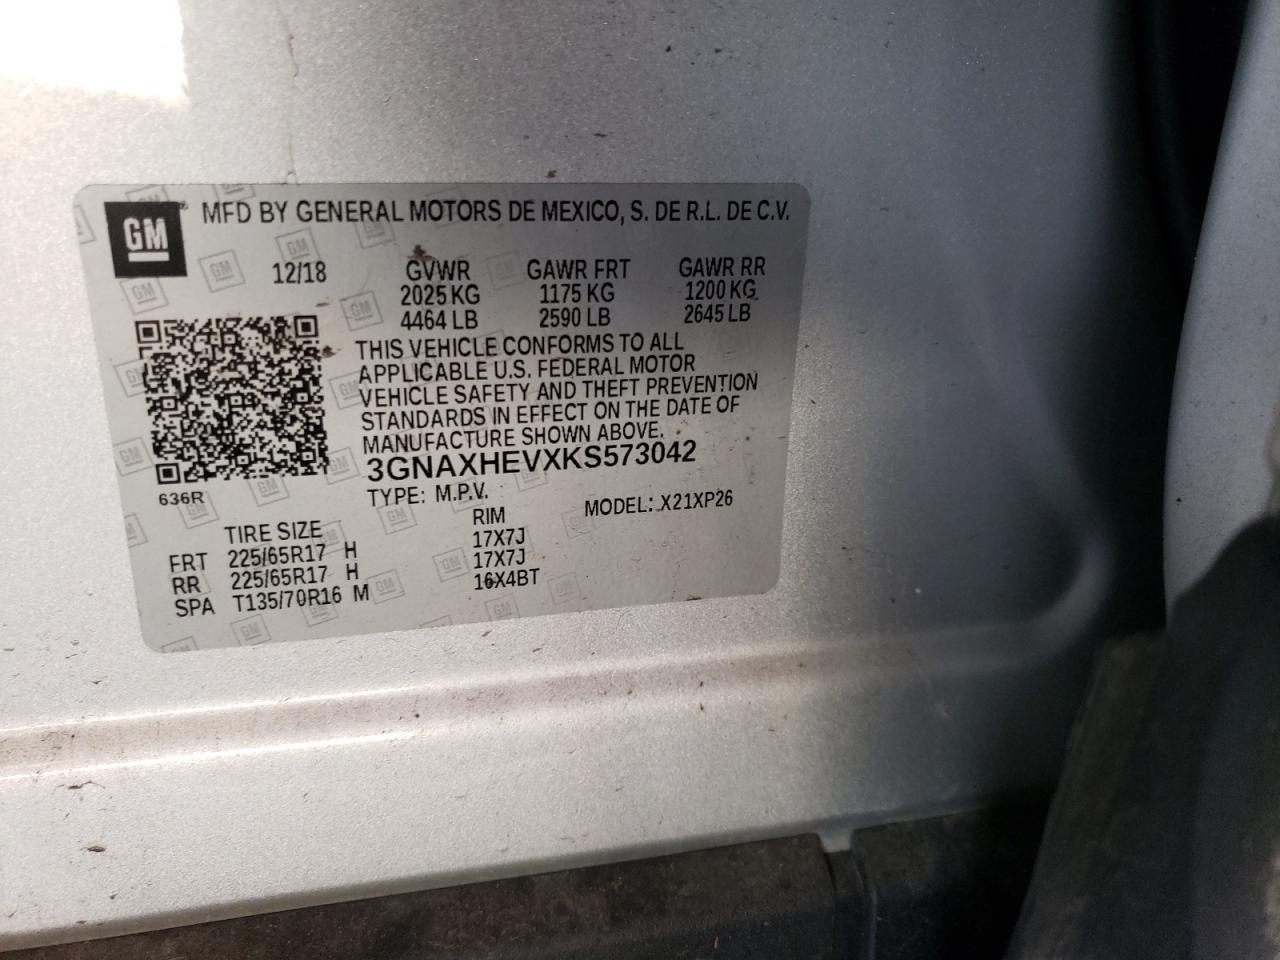 GM
MFD BY GENERAL MOTORS DE MEXICO, S. DE R.L. DE C.V.
12/18 GVWR GAWR FRT GAWR RR
2025 KG 1175 KG 1200 KG
4464 LB 2590 LB 2645 LB
THIS VEHICLE CONFORMS TO ALL
APPLICABLE U.S. FEDERAL MOTOR
VEHICLE SAFETY AND THEFT PREVENTION
STANDARDS IN EFFECT ON THE DATE OF
MANUFACTURE SHOWN ABOVE.
3GNAXHEVXKS573042
636R
TYPE: M.P.V. MODEL: X21XP26
TIRE SIZE RIM
FRT 225/65R17 H 17X7J
RR 225/65R17 H 17X7J
SPA T135/70R16 M 16X4BT